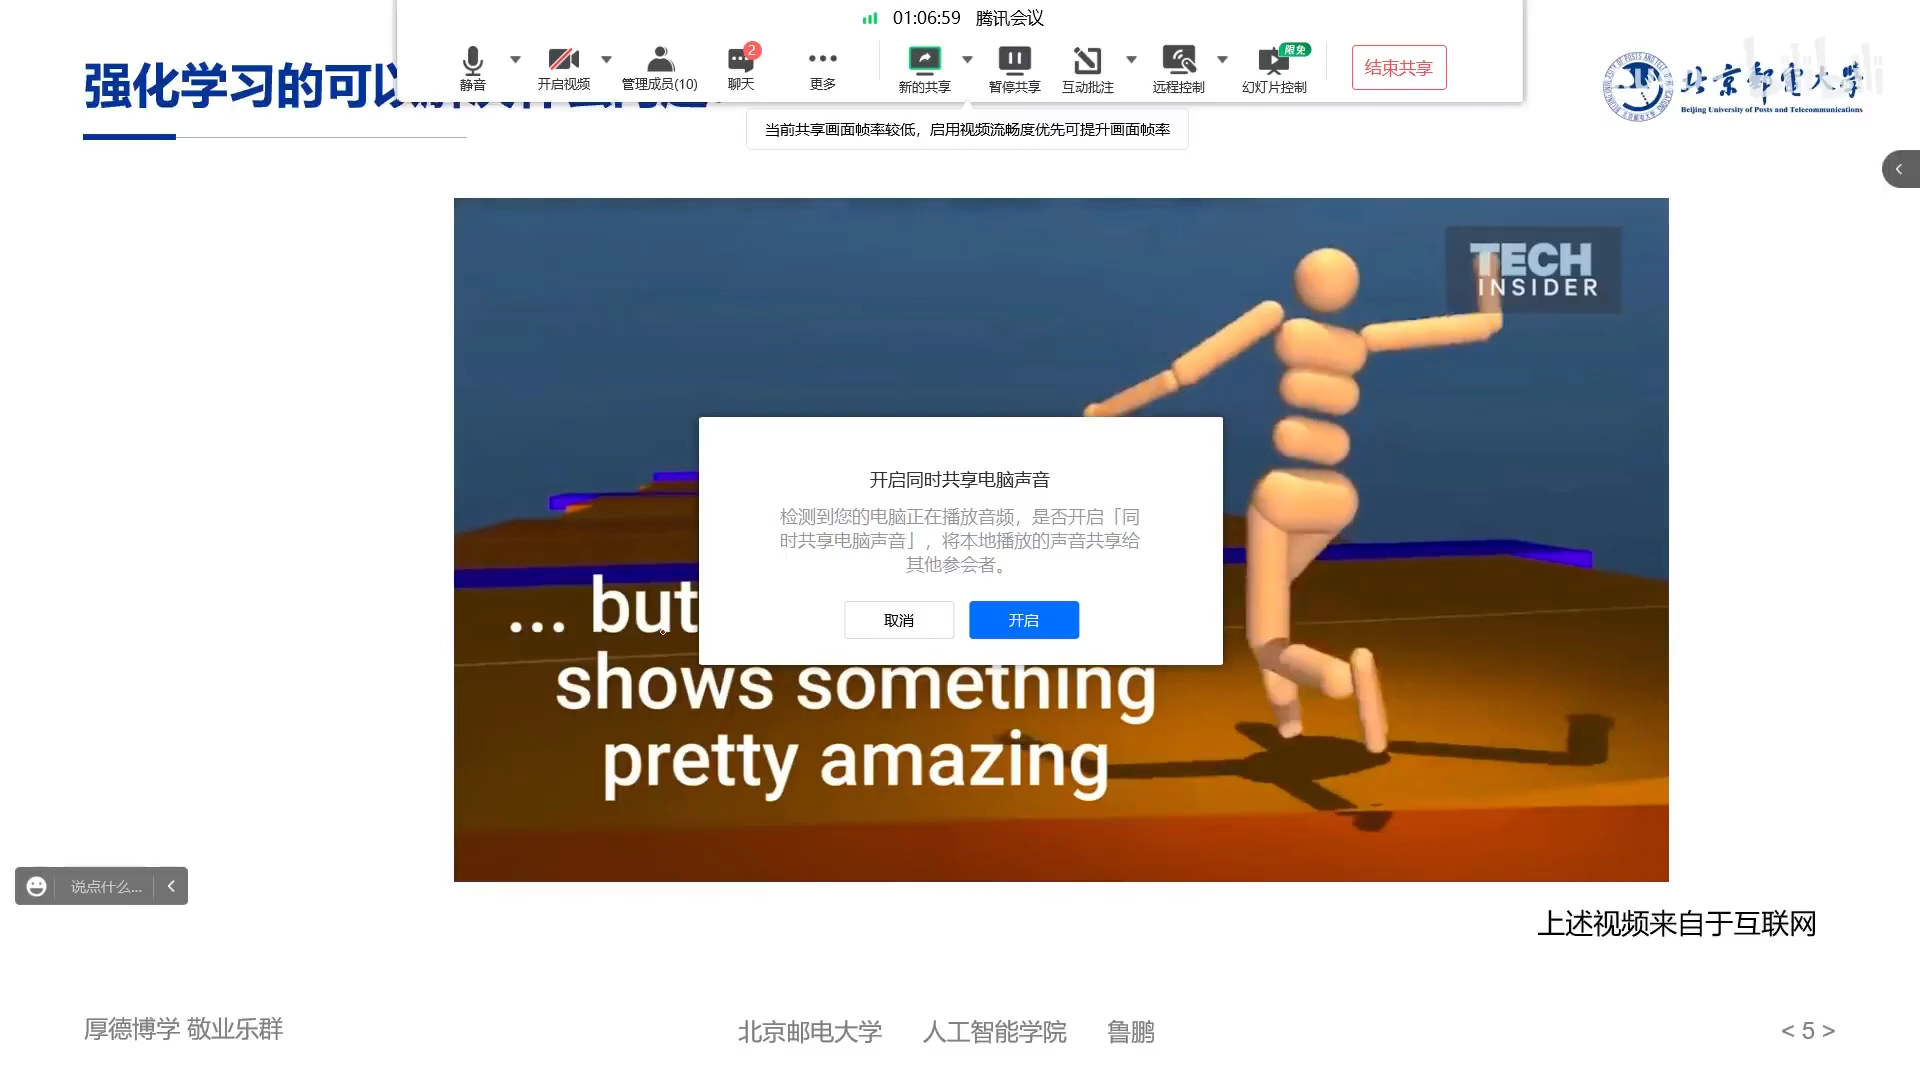 01:06:59 腾讯会议
静音
开启视频
管理成员(10)
2
聊天
更多
新的共享
暂停共享
互动批注
远程控制
限免
幻灯片控制
结束共享
强化学习的可以
北京邮电大学
Beijing University of Posts and Telecommunications
当前共享画面帧率较低，启用视频流畅度优先可提升画面帧率
TECH
INSIDER
开启同时共享电脑声音
检测到您的电脑正在播放音频，是否开启「同
时共享电脑声音」，将本地播放的声音共享给
其他参会者。
取消
开启
... but
shows something
pretty amazing
说点什么...
上述视频来自于互联网
厚德博学 敬业乐群
北京邮电大学 人工智能学院 鲁鹏
< 5 >